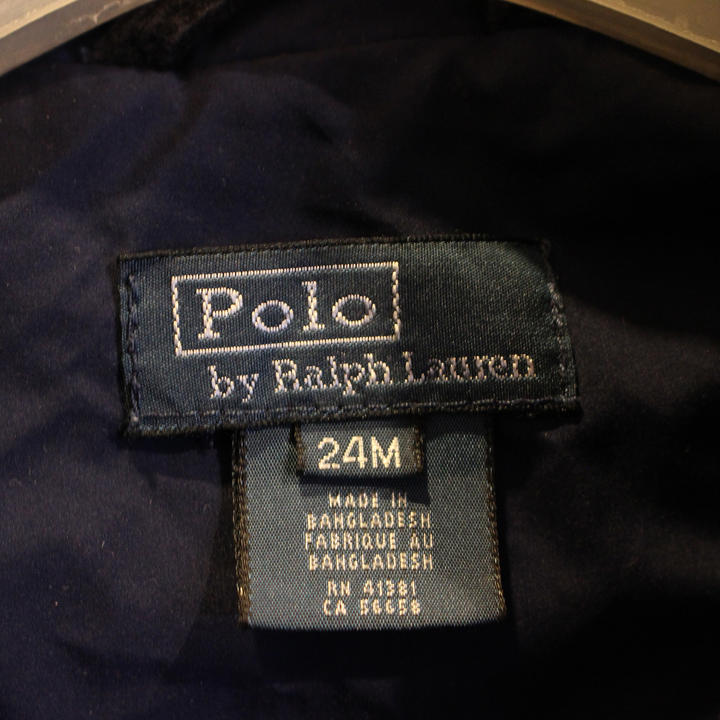 Polo
by Ralph Lauren
24M
MADE IN
BANGLADESH
FABRIQUE AU
BANGLADESH
RN 41381
CA 56658